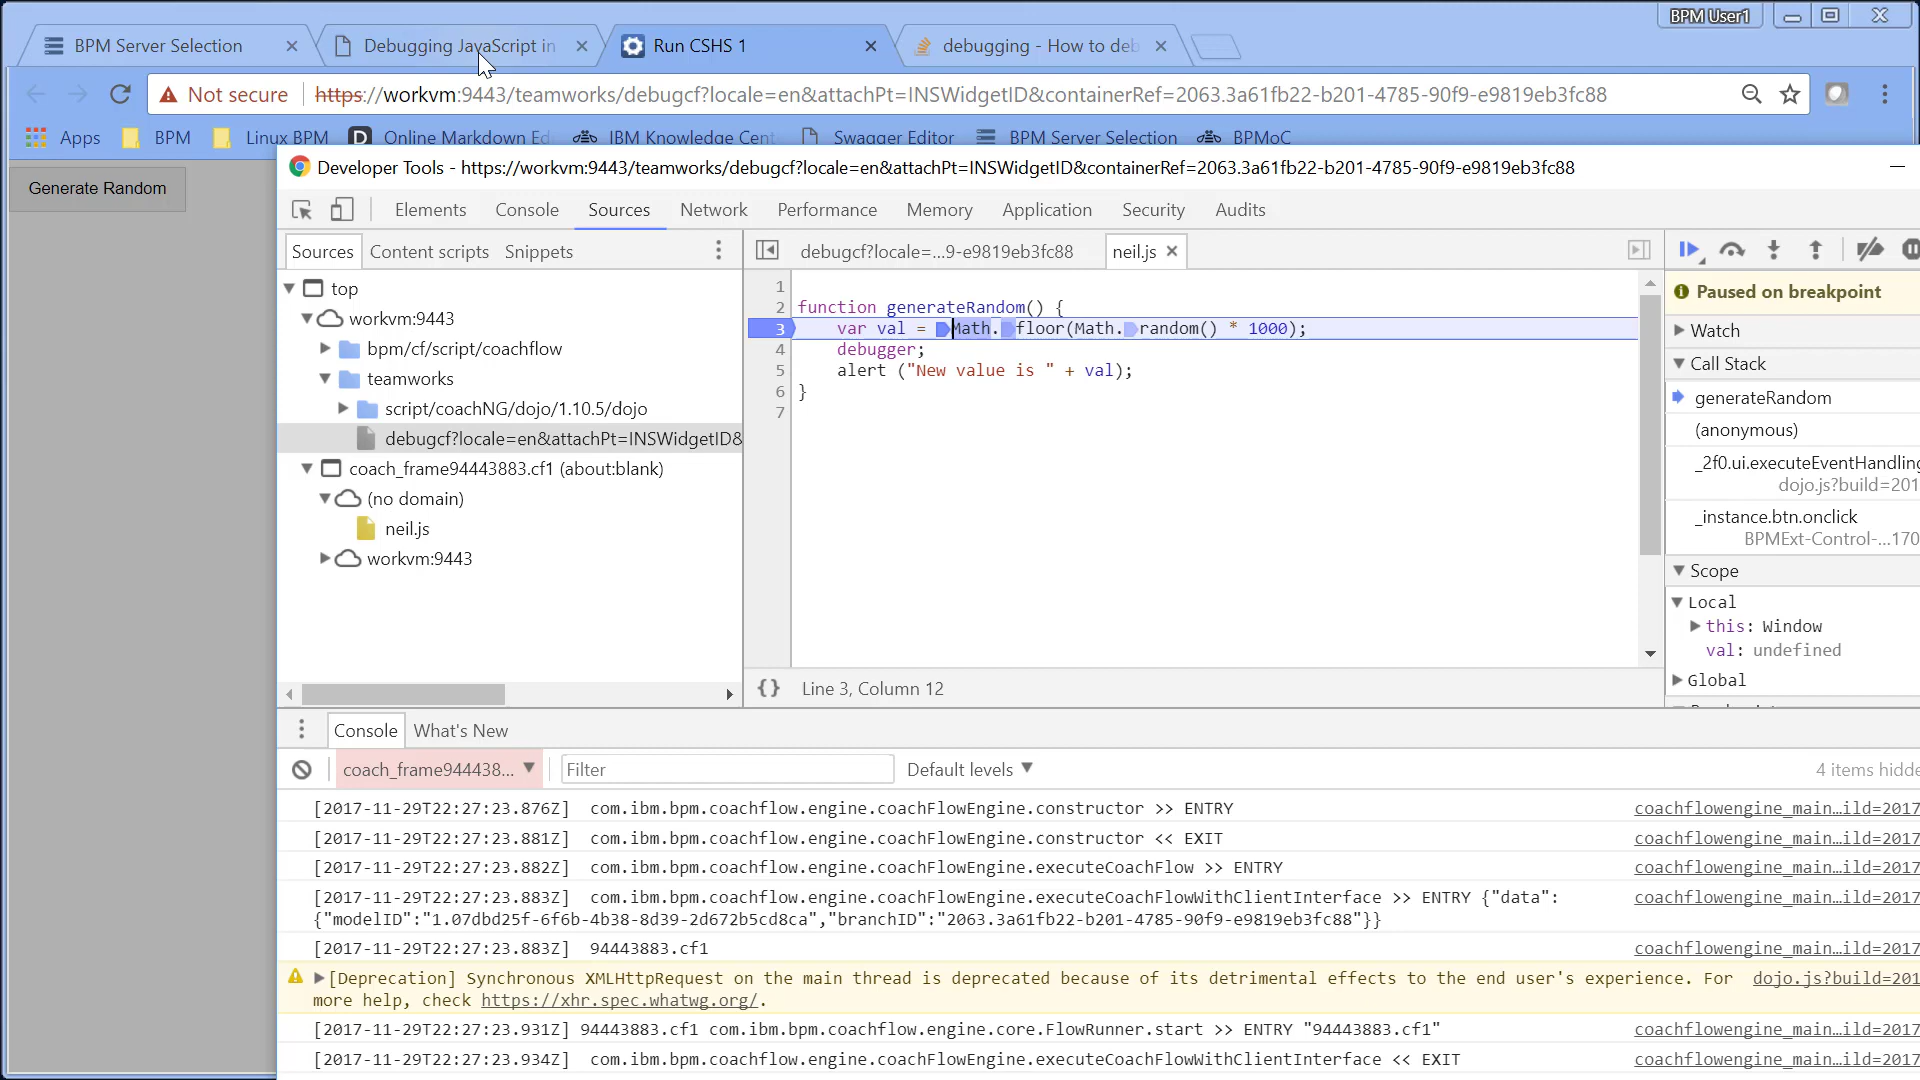 BPM User1
BPM Server Selection
Debugging JavaScript in
Run CSHS 1
debugging - How to deb
Not secure
https://workvm:9443/teamworks/debugcf?locale=en&attachPt=INSWidgetID&containerRef=2063.3a61fb22-b201-4785-90f9-e9819eb3fc88
Apps
BPM
Linux BPM
Online Markdown Ed
IBM Knowledge Cent
Swagger Editor
BPM Server Selection
BPMoC
Generate Random
Developer Tools - https://workvm:9443/teamworks/debugcf?locale=en&attachPt=INSWidgetID&containerRef=2063.3a61fb22-b201-4785-90f9-e9819eb3fc88
Elements
Console
Sources
Network
Performance
Memory
Application
Security
Audits
Sources
Content scripts
Snippets
debugcf?locale=...9-e9819eb3fc88
neil.js
top
workvm:9443
bpm/cf/script/coachflow
teamworks
script/coachNG/dojo/1.10.5/dojo
debugcf?locale=en&attachPt=INSWidgetID&
coach_frame94443883.cf1 (about:blank)
(no domain)
neil.js
workvm:9443
1
2 function generateRandom() {
3 var val = Math.floor(Math.random() * 1000);
4 debugger;
5 alert ("New value is " + val);
6 }
7
{} Line 3, Column 12
Paused on breakpoint
Watch
Call Stack
generateRandom
(anonymous)
_2f0.ui.executeEventHandling
dojo.js?build=201
_instance.btn.onclick
BPMExt-Control-...170
Scope
Local
this: Window
val: undefined
Global
Console
What's New
coach_frame944438...
Filter
Default levels
4 items hidde
[2017-11-29T22:27:23.876Z] com.ibm.bpm.coachflow.engine.coachFlowEngine.constructor >> ENTRY coachflowengine_main…ild=2017
[2017-11-29T22:27:23.881Z] com.ibm.bpm.coachflow.engine.coachFlowEngine.constructor << EXIT coachflowengine_main…ild=2017
[2017-11-29T22:27:23.882Z] com.ibm.bpm.coachflow.engine.coachFlowEngine.executeCoachFlow >> ENTRY coachflowengine_main…ild=2017
[2017-11-29T22:27:23.883Z] com.ibm.bpm.coachflow.engine.coachFlowEngine.executeCoachFlowWithClientInterface >> ENTRY {"data": coachflowengine_main…ild=2017
{"modelID":"1.07dbd25f-6f6b-4b38-8d39-2d672b5cd8ca","branchID":"2063.3a61fb22-b201-4785-90f9-e9819eb3fc88"}}
[2017-11-29T22:27:23.883Z] 94443883.cf1 coachflowengine_main…ild=2017
[Deprecation] Synchronous XMLHttpRequest on the main thread is deprecated because of its detrimental effects to the end user's experience. For dojo.js?build=201
more help, check https://xhr.spec.whatwg.org/.
[2017-11-29T22:27:23.931Z] 94443883.cf1 com.ibm.bpm.coachflow.engine.core.FlowRunner.start >> ENTRY "94443883.cf1" coachflowengine_main…ild=2017
[2017-11-29T22:27:23.934Z] com.ibm.bpm.coachflow.engine.coachFlowEngine.executeCoachFlowWithClientInterface << EXIT coachflowengine_main…ild=2017